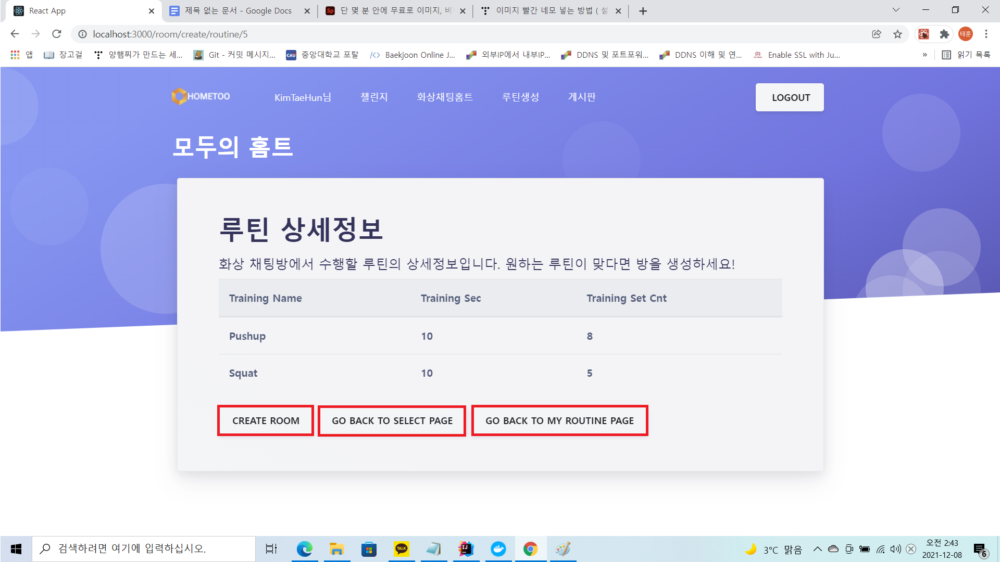 React App
제목 없는 문서 - Google Docs
Sp
단 몇 분 안에 무료로 이미지, 비
이미지 빨간 네모 넣는 방법 ( 설
localhost:3000/room/create/routine/5
태훈
앱
장고걸
양햄찌가 만드는 세...
Git - 커밋 메시지...
CAU
중앙대학교 포탈
</>
Baekjoon Online J...
외부IP에서 내부IP...
DDNS 및 포트포워...
DDNS 이해 및 연...
Enable SSL with Ju...
»
읽기 목록
HOMETOO
KimTaeHun님
챌린지
화상채팅홈트
루틴생성
게시판
LOGOUT
모두의 홈트
루틴 상세정보
화상 채팅방에서 수행할 루틴의 상세정보입니다. 원하는 루틴이 맞다면 방을 생성하세요!
Training Name Training Sec Training Set Cnt
Pushup 10 8
Squat 10 5
CREATE ROOM
GO BACK TO SELECT PAGE
GO BACK TO MY ROUTINE PAGE
검색하려면 여기에 입력하십시오.
TALK
IJ
3°C 맑음
오전 2:43
2021-12-08
6